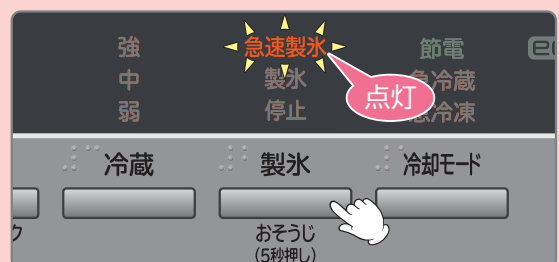 強 急速製氷 節電
中 製氷 急冷蔵
弱 停止 急冷凍
点灯
冷蔵 製氷 冷却モード
おそうじ
(5秒押し)